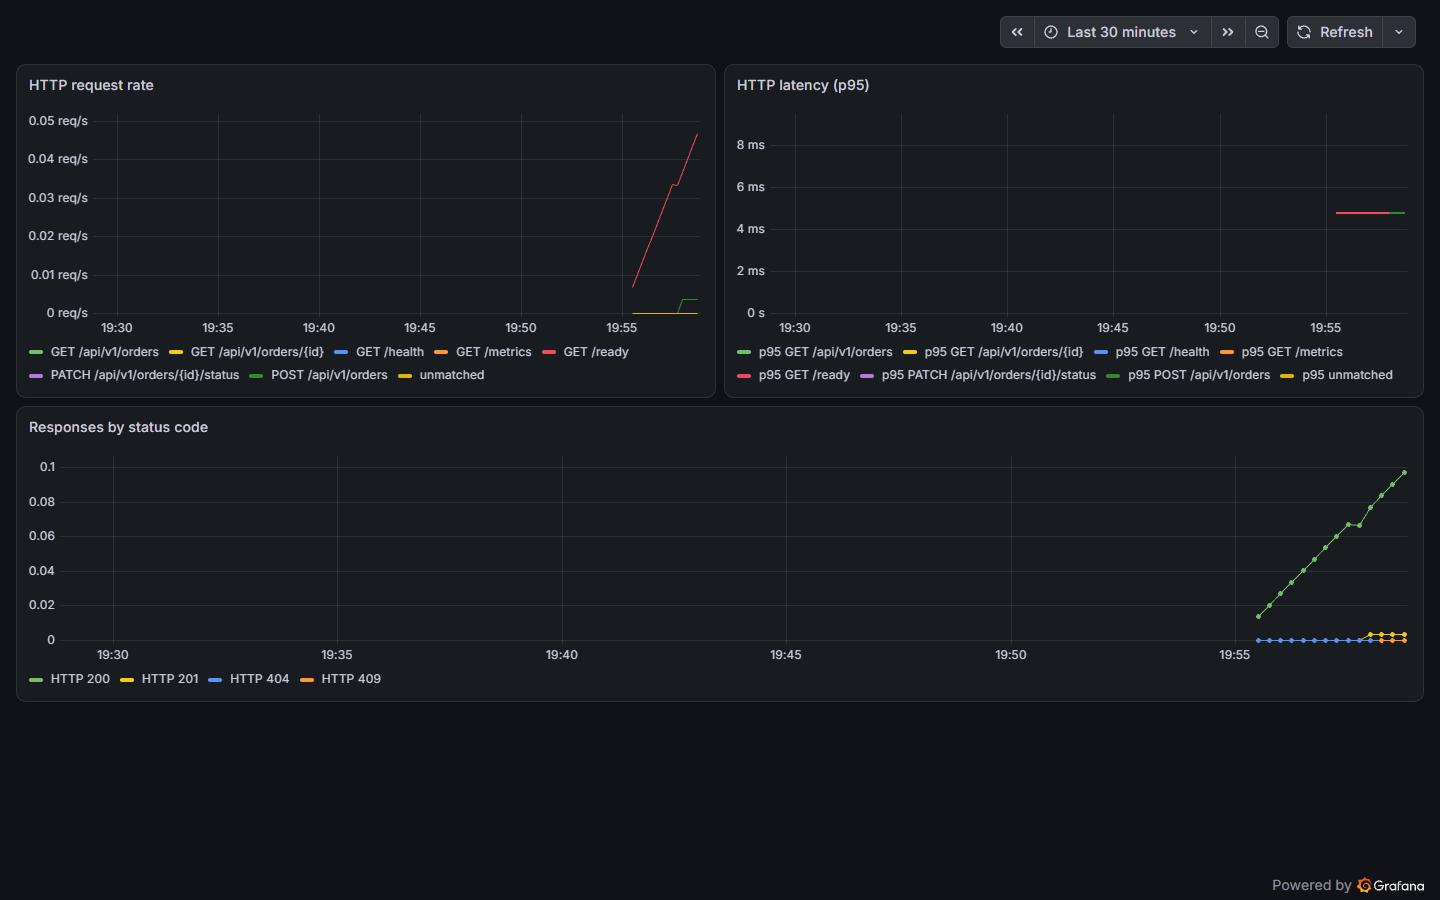 Last 30 minutes Refresh
HTTP request rate
0.05 req/s
0.04 req/s
0.03 req/s
0.02 req/s
0.01 req/s
0 req/s
19:30 19:35 19:40 19:45 19:50 19:55
GET /api/v1/orders GET /api/v1/orders/{id} GET /health GET /metrics GET /ready
PATCH /api/v1/orders/{id}/status POST /api/v1/orders unmatched
HTTP latency (p95)
8 ms
6 ms
4 ms
2 ms
0 s
19:30 19:35 19:40 19:45 19:50 19:55
p95 GET /api/v1/orders p95 GET /api/v1/orders/{id} p95 GET /health p95 GET /metrics
p95 GET /ready p95 PATCH /api/v1/orders/{id}/status p95 POST /api/v1/orders p95 unmatched
Responses by status code
0.1
0.08
0.06
0.04
0.02
0
19:30 19:35 19:40 19:45 19:50 19:55
HTTP 200 HTTP 201 HTTP 404 HTTP 409
Powered by Grafana